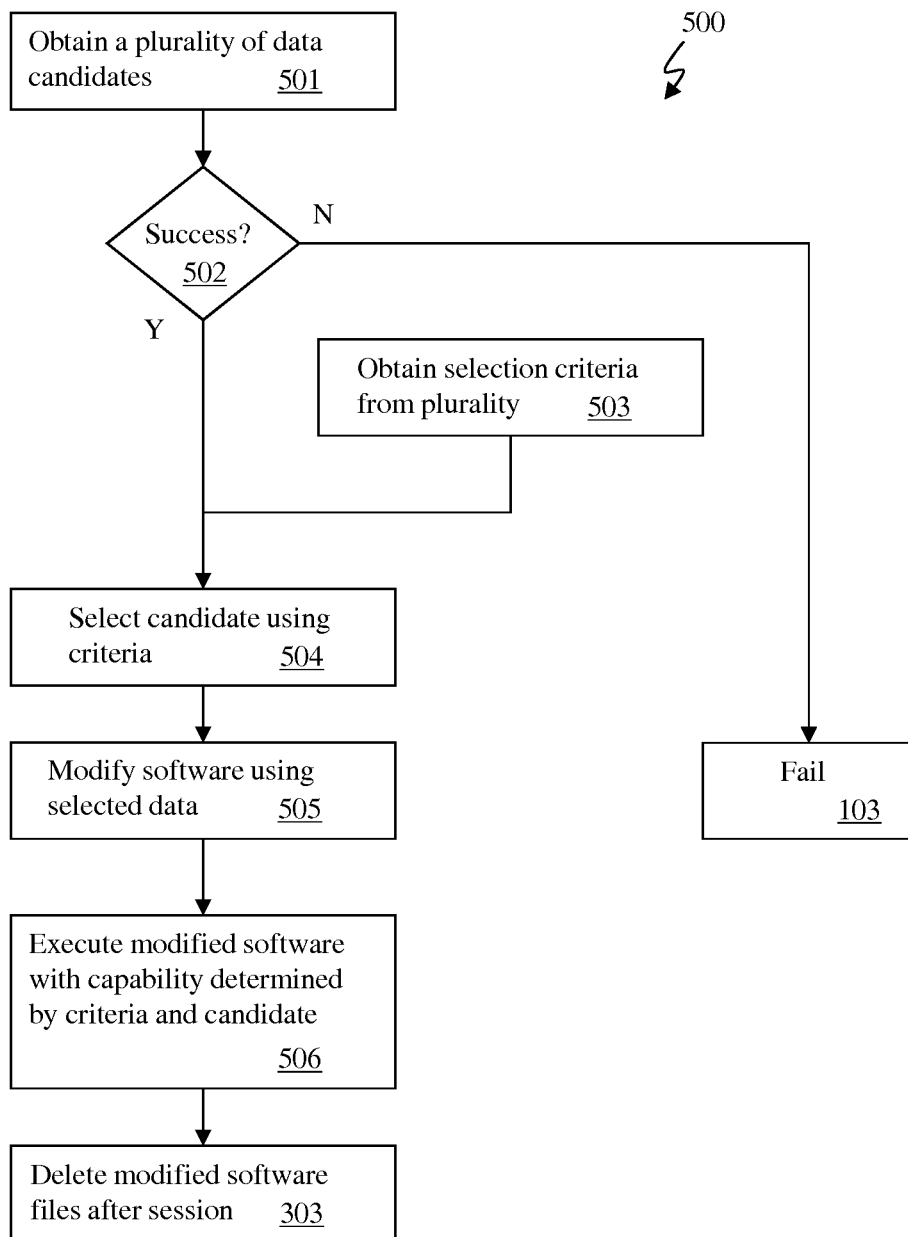 Obtain a plurality of data
candidates 501
500
Success?
502
N
Y
Obtain selection criteria
from plurality 503
Select candidate using
criteria 504
Modify software using
selected data 505
Fail
103
Execute modified software
with capability determined
by criteria and candidate
506
Delete modified software
files after session 303